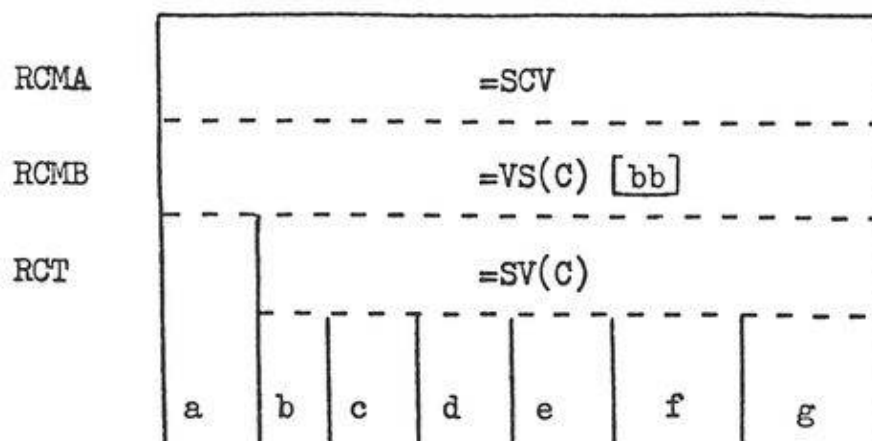 RCMA =SCV
RCMB =VS(C) [bb]
RCT =SV(C)
a b c d e f g